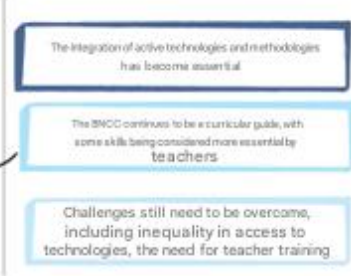 The integration of active technologies and methodologies
has become essential
The BNCC continues to be a curricular guide, with
some skills being considered more essential by
teachers
Challenges still need to be overcome,
including inequality in access to
technologies, the need for teacher training